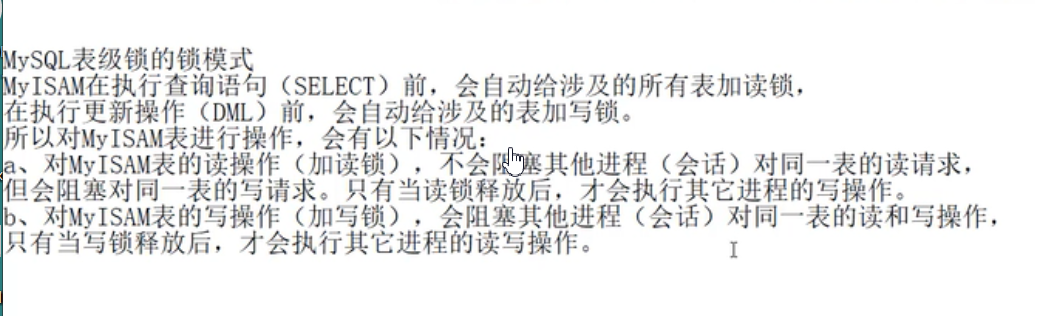 MySQL表级锁的锁模式
MyISAM在执行查询语句（SELECT）前，会自动给涉及的所有表加读锁，
在执行更新操作（DML）前，会自动给涉及的表加写锁。
所以对MyISAM表进行操作，会有以下情况：
a、对MyISAM表的读操作（加读锁），不会阻塞其他进程（会话）对同一表的读请求，
但会阻塞对同一表的写请求。只有当读锁释放后，才会执行其它进程的写操作。
b、对MyISAM表的写操作（加写锁），会阻塞其他进程（会话）对同一表的读和写操作，
只有当写锁释放后，才会执行其它进程的读写操作。